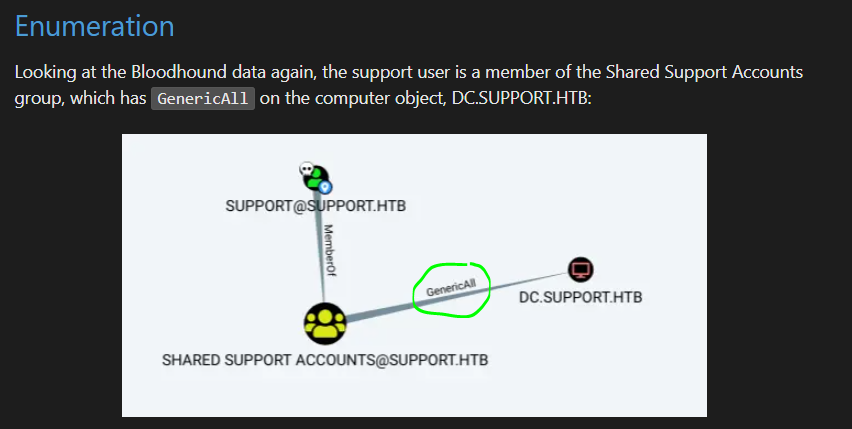 Enumeration
Looking at the Bloodhound data again, the support user is a member of the Shared Support Accounts
group, which has GenericAll on the computer object, DC.SUPPORT.HTB:
SUPPORT@SUPPORT.HTB
MemberOf
GenericAll
DC.SUPPORT.HTB
SHARED SUPPORT ACCOUNTS@SUPPORT.HTB